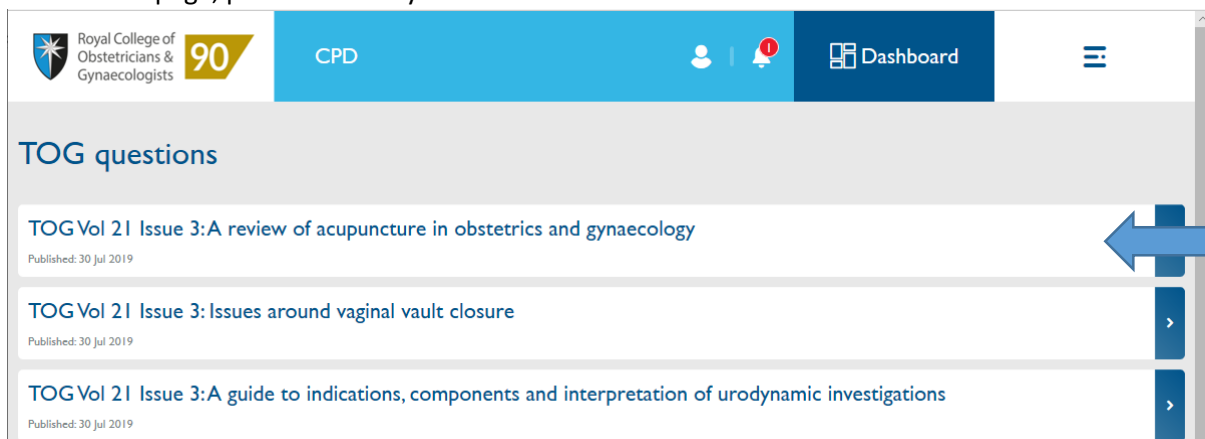 Royal College of
Obstetricians &
Gynaecologists
90
CPD
1
Dashboard
TOG questions
TOG Vol 21 Issue 3: A review of acupuncture in obstetrics and gynaecology
Published: 30 Jul 2019
TOG Vol 21 Issue 3: Issues around vaginal vault closure
Published: 30 Jul 2019
TOG Vol 21 Issue 3: A guide to indications, components and interpretation of urodynamic investigations
Published: 30 Jul 2019